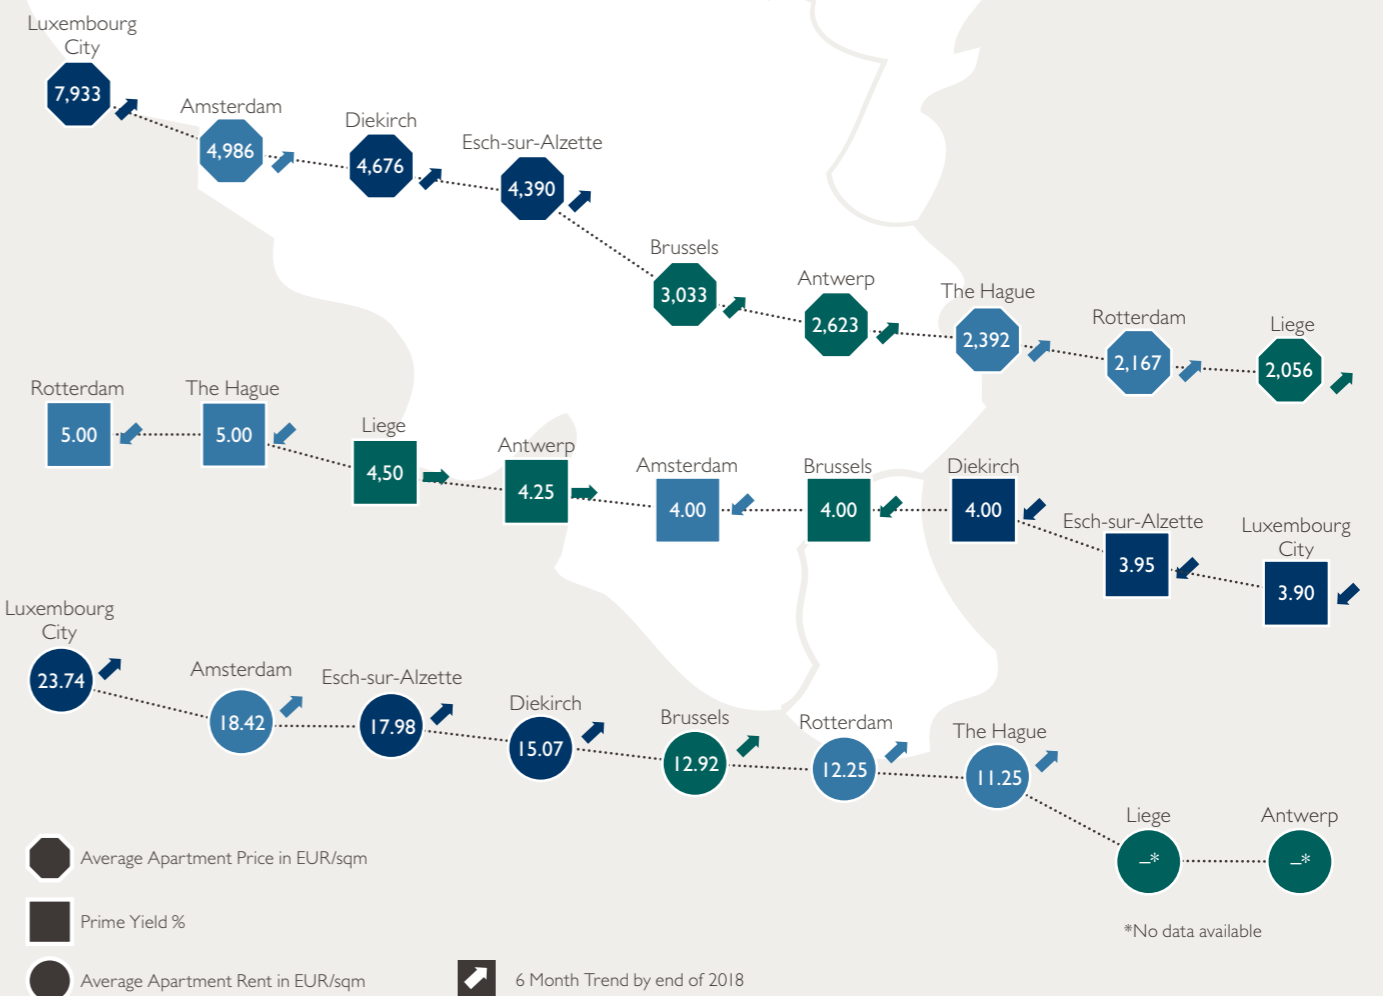 Luxembourg
City
7,933
Amsterdam
4,986
Diekirch
4,676
Esch-sur-Alzette
4,390
Brussels
3,033
Antwerp
2,623
The Hague
2,392
Rotterdam
2,167
Liege
2,056
Rotterdam
5.00
The Hague
5.00
Liege
4,50
Antwerp
4.25
Amsterdam
4.00
Brussels
4.00
Diekirch
4.00
Esch-sur-Alzette
3.95
Luxembourg
City
3.90
Luxembourg
City
23.74
Amsterdam
18.42
Esch-sur-Alzette
17.98
Diekirch
15.07
Brussels
12.92
Rotterdam
12.25
The Hague
11.25
Liege
–*
Antwerp
–*
Average Apartment Price in EUR/sqm
Prime Yield %
*No data available
Average Apartment Rent in EUR/sqm
6 Month Trend by end of 2018